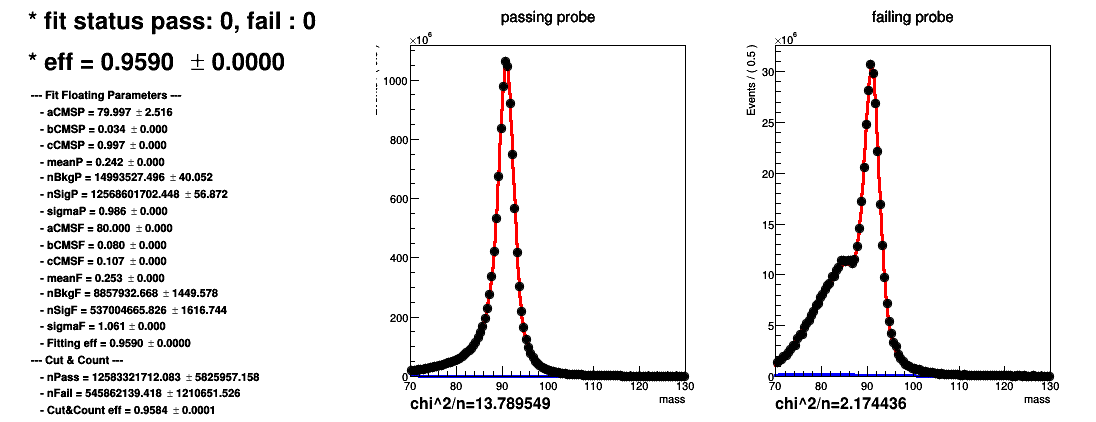 * fit status pass: 0, fail : 0
* eff = 0.9590 ± 0.0000
--- Fit Floating Parameters ---
- aCMSP = 79.997 ± 2.516
- bCMSP = 0.034 ± 0.000
- cCMSP = 0.997 ± 0.000
- meanP = 0.242 ± 0.000
- nBkgP = 14993527.496 ± 40.052
- nSigP = 12568601702.448 ± 56.872
- sigmaP = 0.986 ± 0.000
- aCMSF = 80.000 ± 0.000
- bCMSF = 0.080 ± 0.000
- cCMSF = 0.107 ± 0.000
- meanF = 0.253 ± 0.000
- nBkgF = 8857932.668 ± 1449.578
- nSigF = 537004665.826 ± 1616.744
- sigmaF = 1.061 ± 0.000
- Fitting eff = 0.9590 ± 0.0000
--- Cut & Count ---
- nPass = 12583321712.083 ± 5825957.158
- nFail = 545862139.418 ± 1210651.526
- Cut&Count eff = 0.9584 ± 0.0001
passing probe
×10⁶
1000
800
600
400
200
0
70 80 90 100 110 120 130
mass
chi^2/n=13.789549
failing probe
×10⁶
Events / ( 0.5 )
30
25
20
15
10
5
0
70 80 90 100 110 120 130
mass
chi^2/n=2.174436